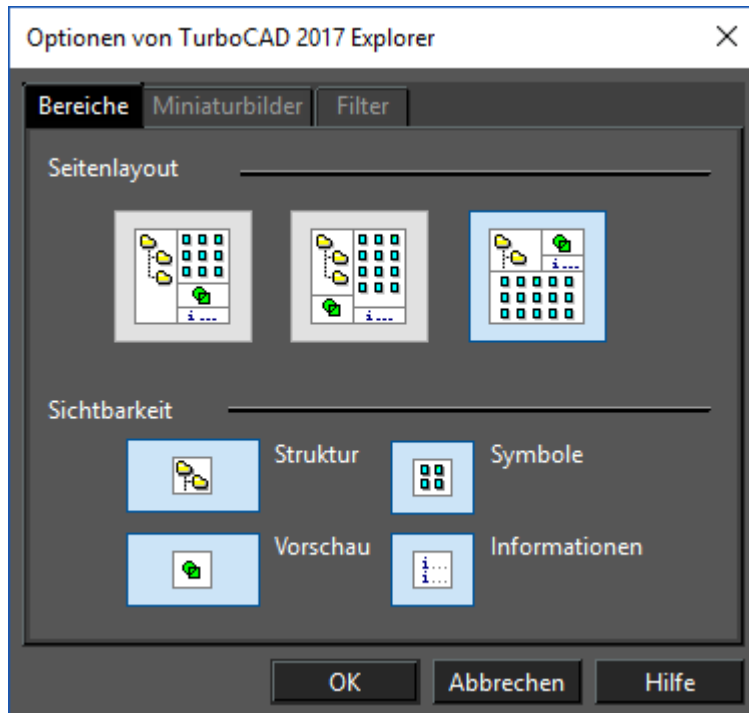 Optionen von TurboCAD 2017 Explorer
Bereiche Miniaturbilder Filter
Seitenlayout
i ...
i ...
i ...
Sichtbarkeit
Struktur Symbole
Vorschau Informationen
i ...
i ...
OK Abbrechen Hilfe